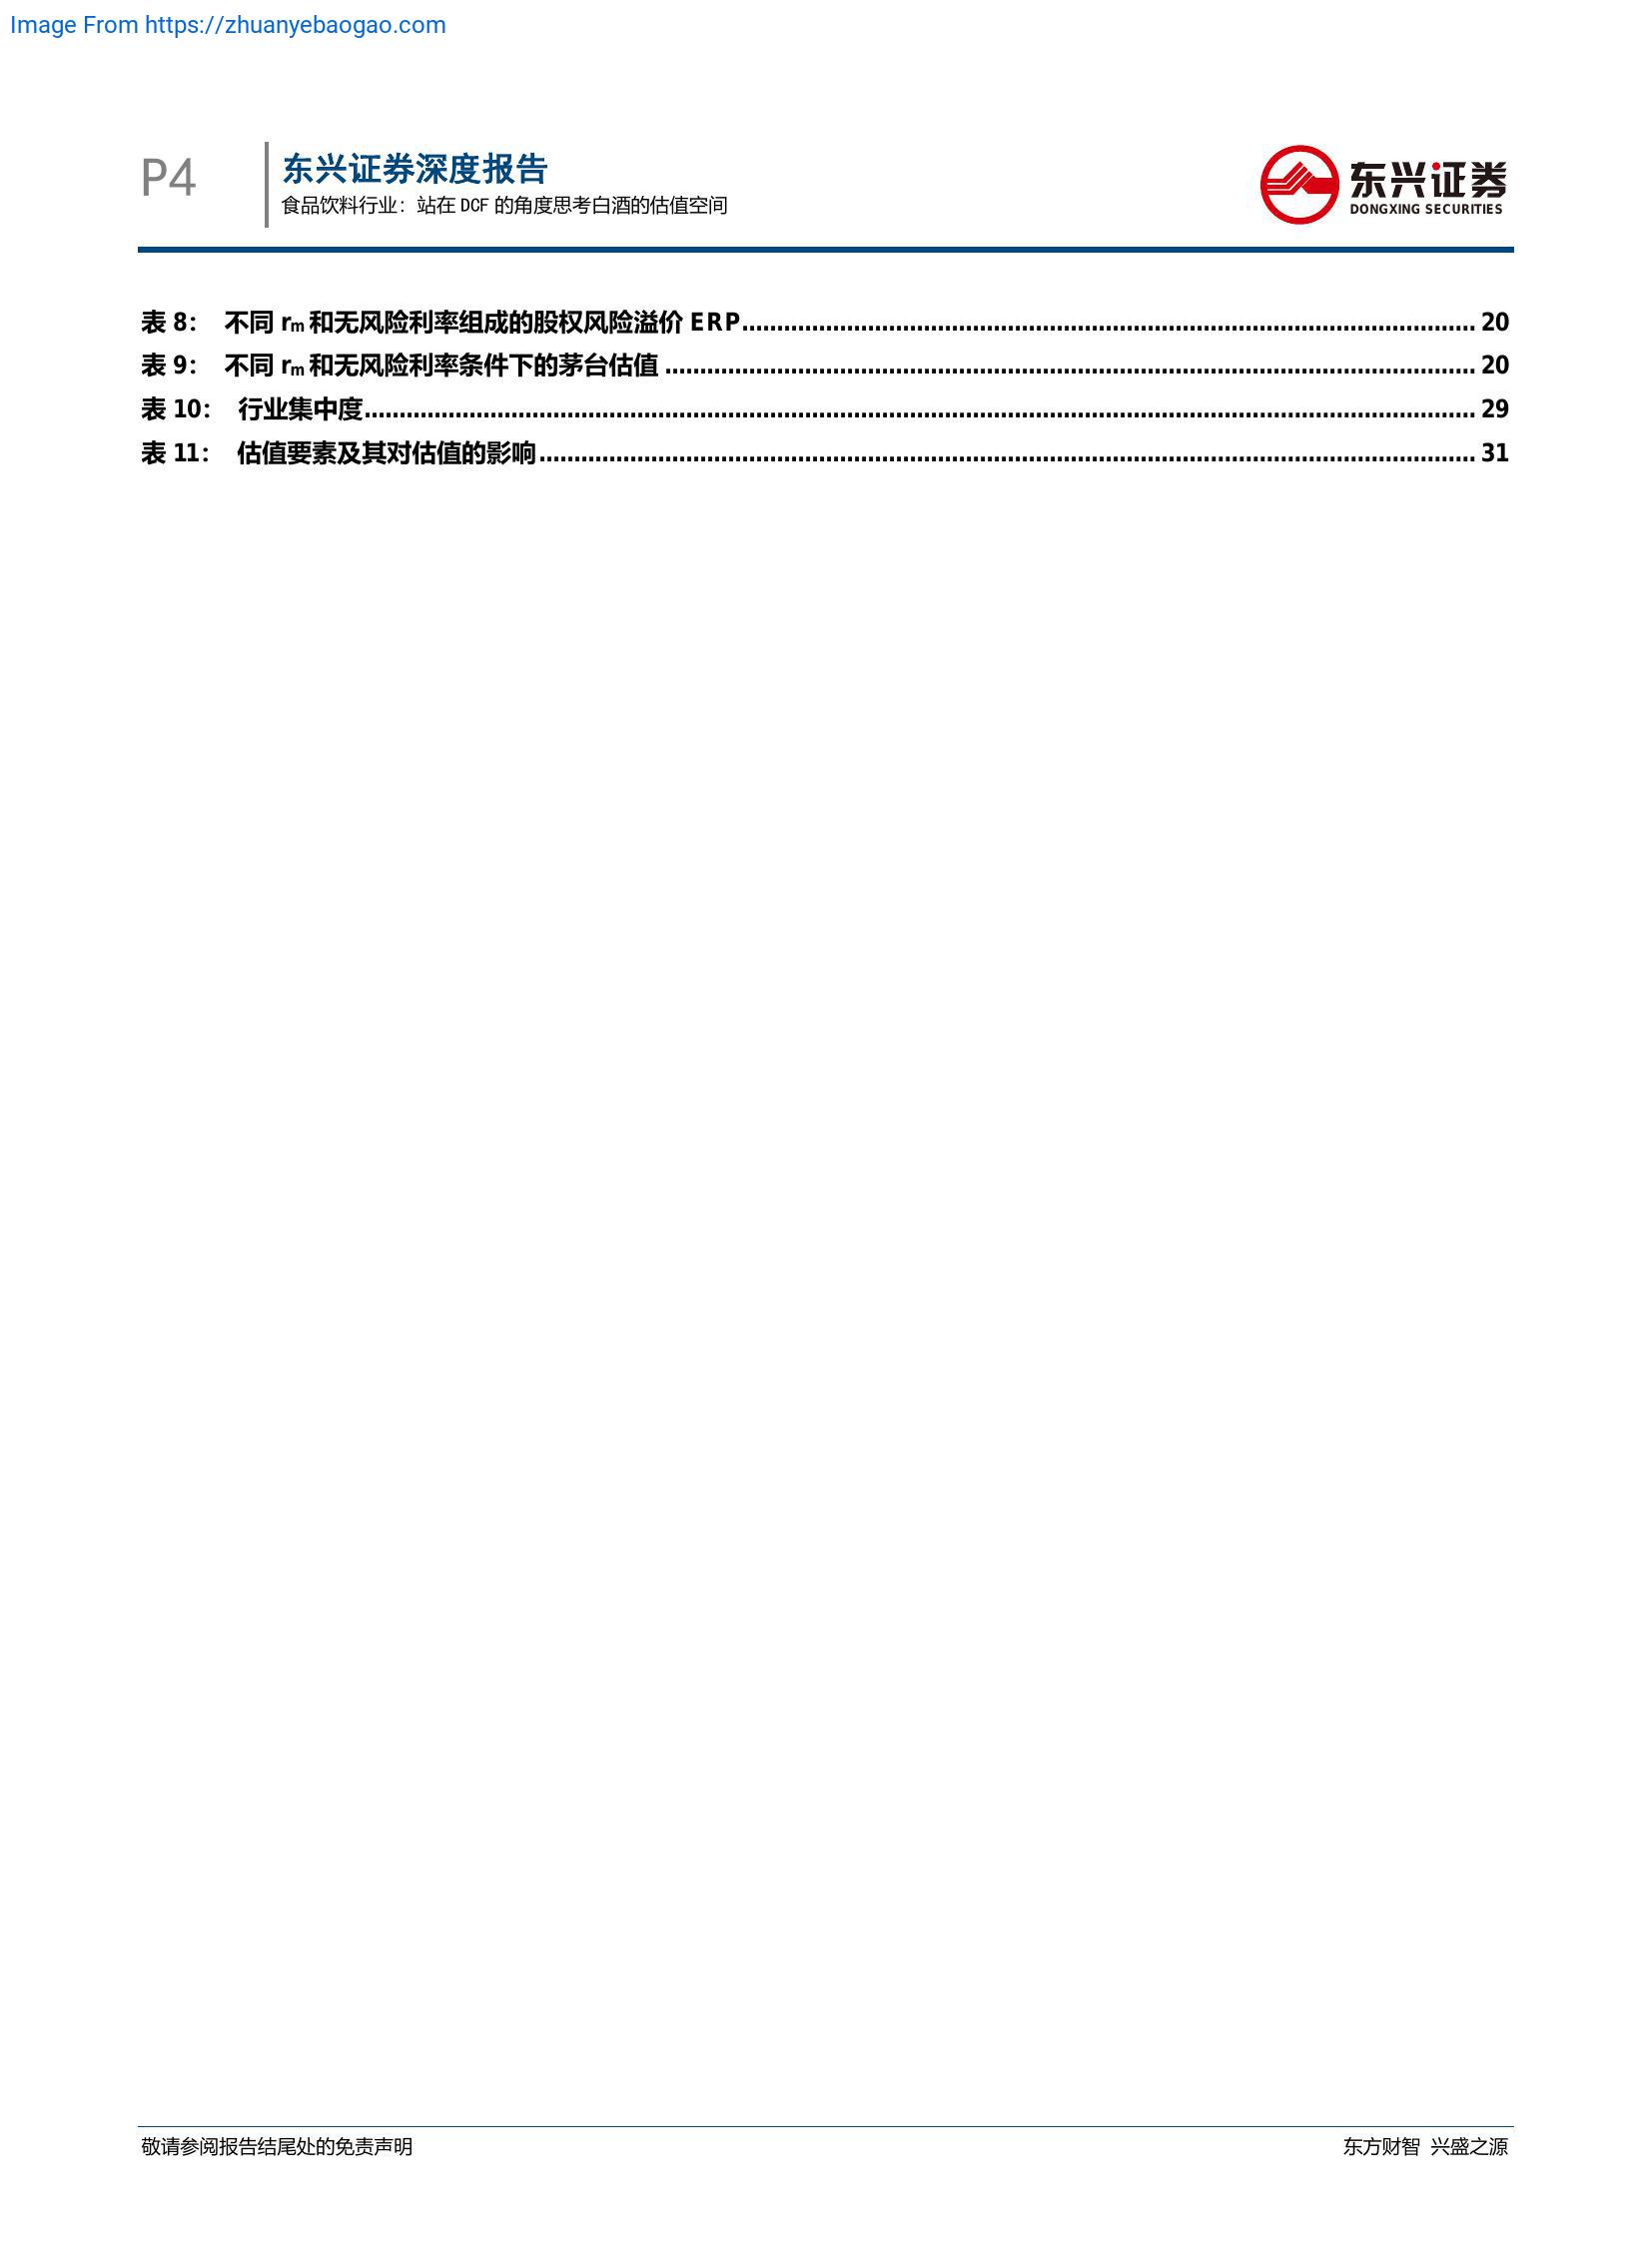 Image From https://zhuanyebaogao.com
P4
东兴证券深度报告
食品饮料行业：站在 DCF 的角度思考白酒的估值空间
东兴证券
DONGXING SECURITIES
表 8： 不同 rm 和无风险利率组成的股权风险溢价 ERP 20
表 9： 不同 rm 和无风险利率条件下的茅台估值 20
表 10： 行业集中度 29
表 11： 估值要素及其对估值的影响 31
敬请参阅报告结尾处的免责声明
东方财智 兴盛之源